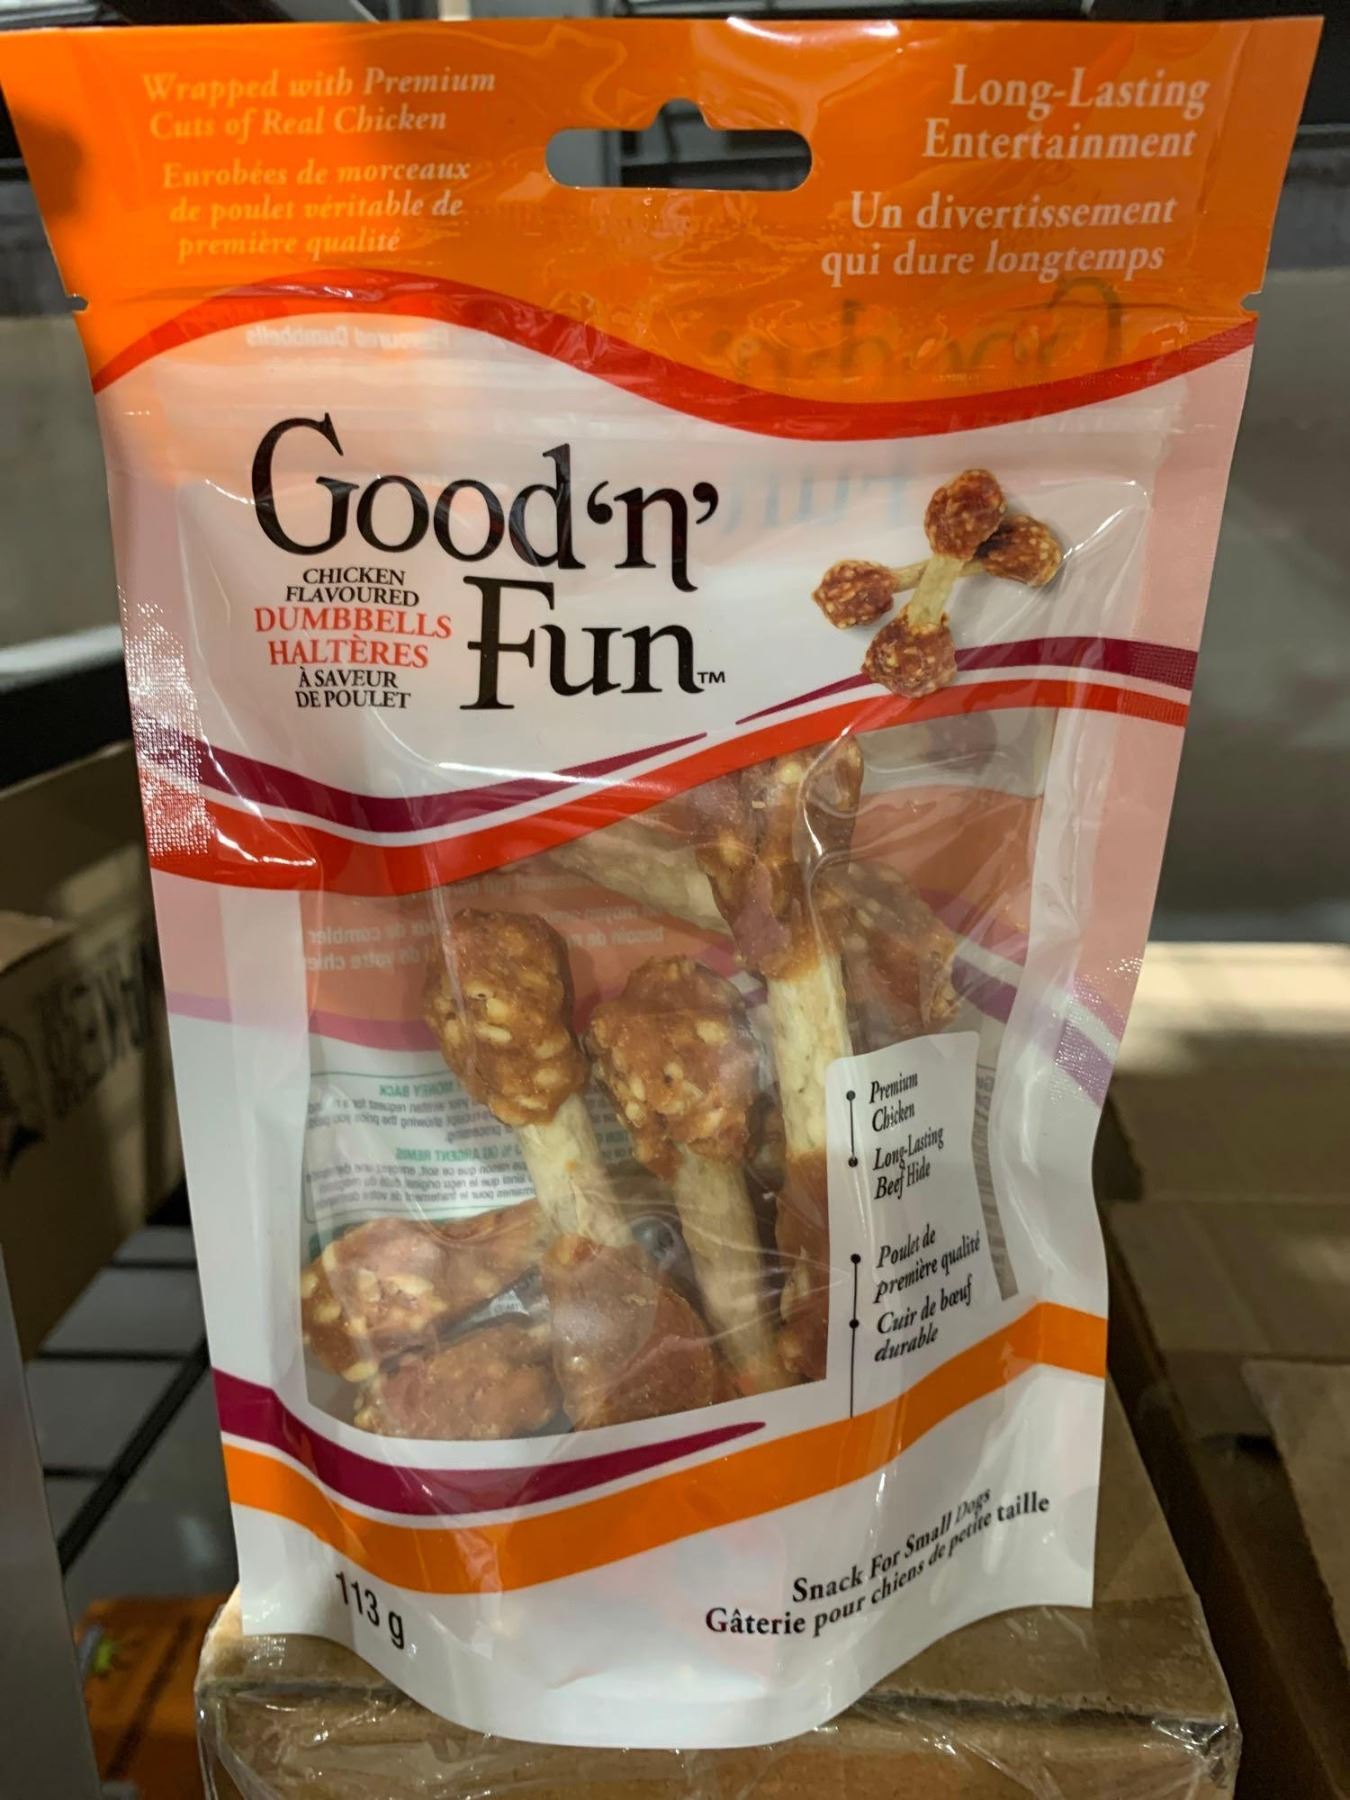 Wrapped with Premium
Cuts of Real Chicken
Enrobées de morceaux
de poulet véritable de
première qualité
Long-Lasting
Entertainment
Un divertissement
qui dure longtemps
Good‘n’
Fun™
CHICKEN
FLAVOURED
DUMBBELLS
HALTÈRES
À SAVEUR
DE POULET
Premium
Chicken
Long-Lasting
Beef Hide
Poulet de
première qualité
Cuir de bœuf
durable
Snack For Small Dogs
Gâterie pour chiens de petite taille
113 g